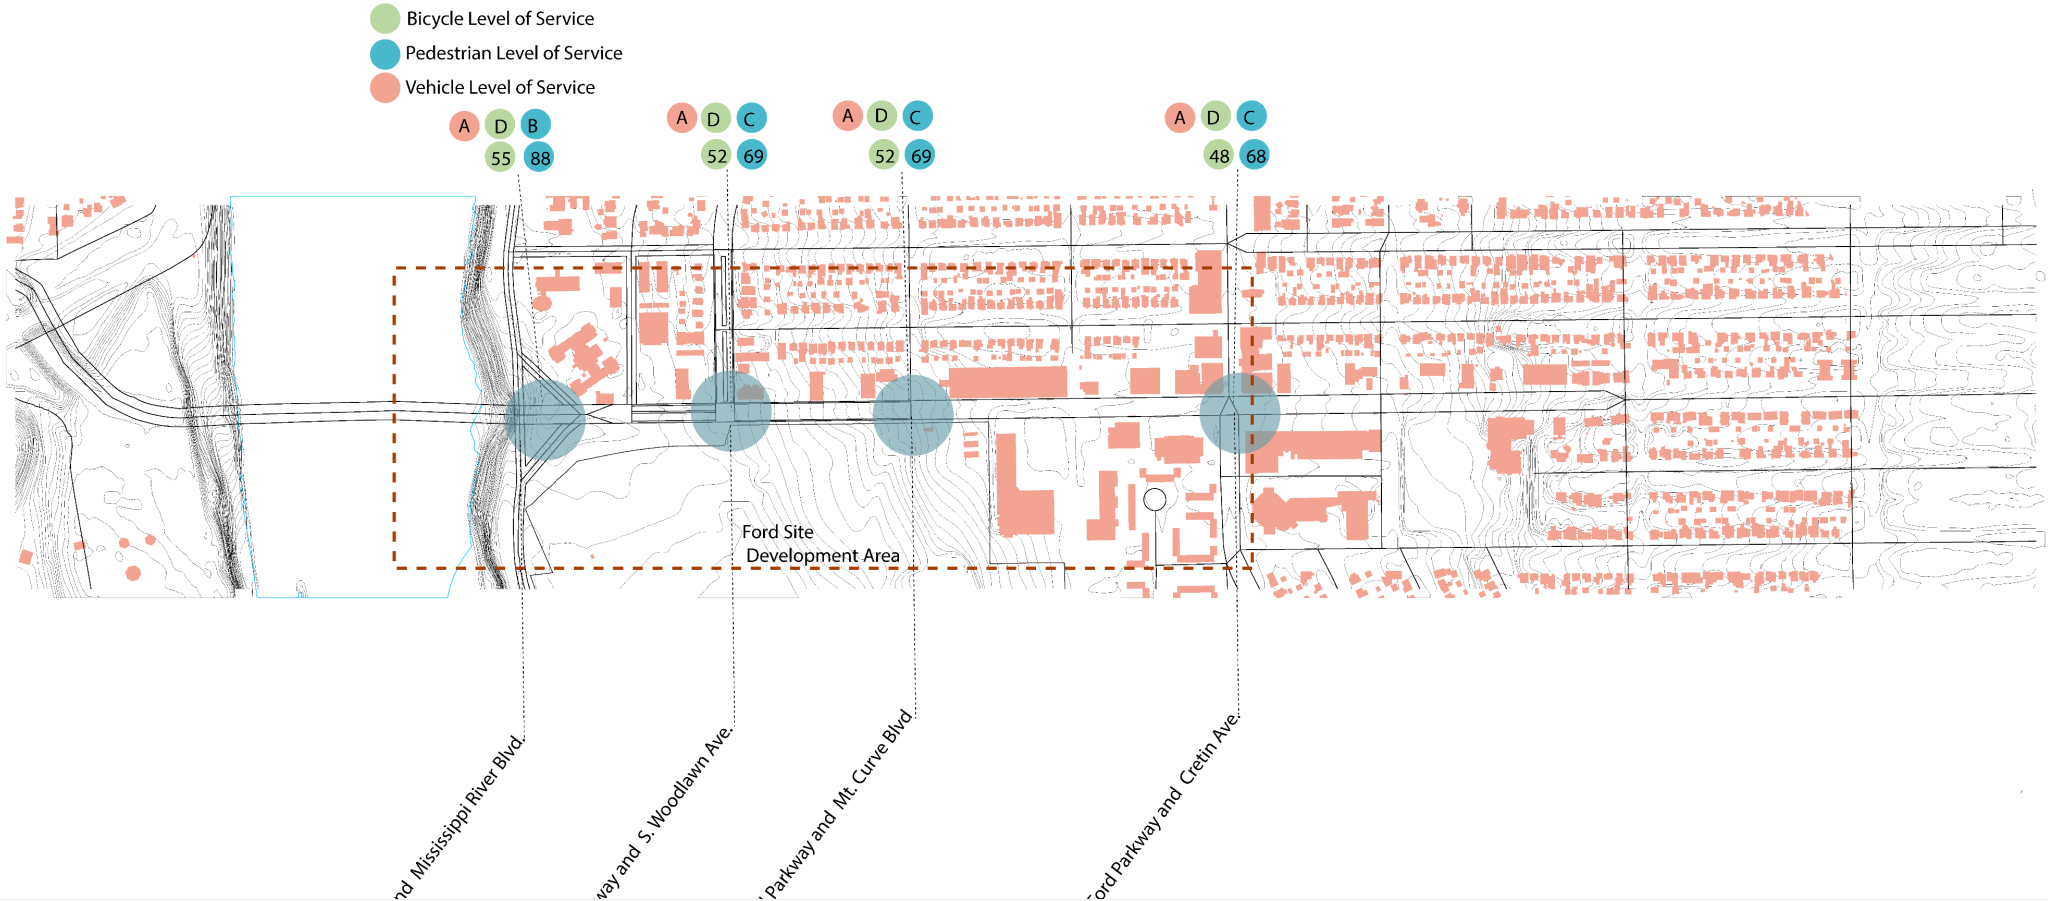 Bicycle Level of Service
Pedestrian Level of Service
Vehicle Level of Service
A D B
55 88
A D C
52 69
A D C
52 69
A D C
48 68
Ford Site
Development Area
Mississippi River Blvd.
way and S. Woodlawn Ave.
Parkway and Mt. Curve Blvd
Ford Parkway and Cretin Ave.